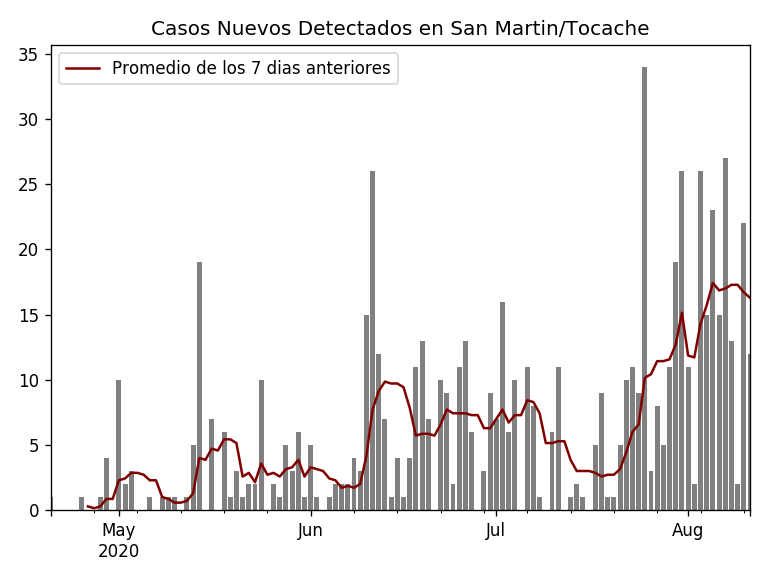 Casos Nuevos Detectados en San Martin/Tocache
Promedio de los 7 dias anteriores
35
30
25
20
15
10
5
0
May
2020
Jun
Jul
Aug